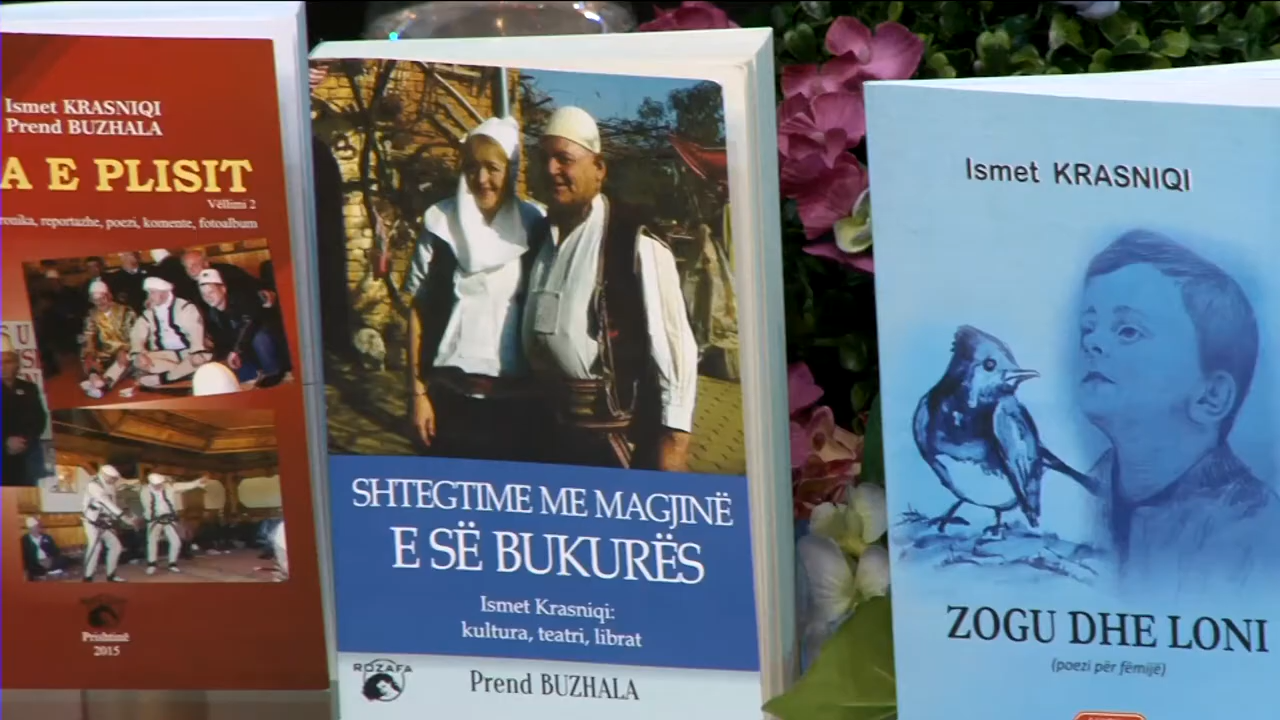 Ismet KRASNIQI
Prend BUZHALA
A E PLISIT
Vëllimi 2
ronika, reportazhe, poezi, komente, fotoalbum
Prishtinë
2015
SHTEGTIME ME MAGJINË
E SË BUKURËS
Ismet Krasniqi:
kultura, teatri, librat
ROZAFA
Prend BUZHALA
Ismet KRASNIQI
ZOGU DHE LONI
(poezi për fëmijë)